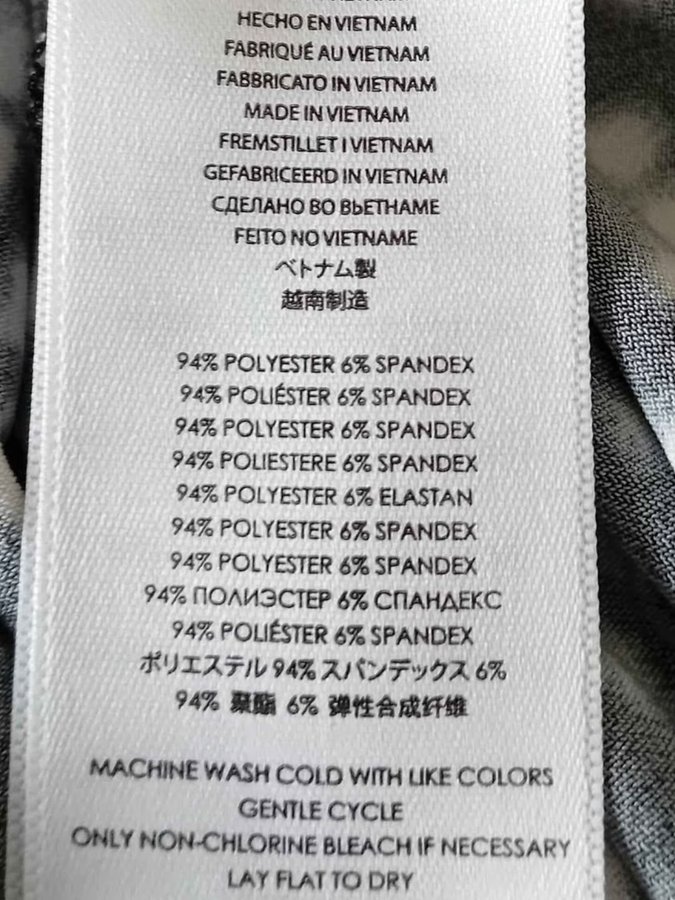 HECHO EN VIETNAM
FABRIQUÉ AU VIETNAM
FABBRICATO IN VIETNAM
MADE IN VIETNAM
FREMSTILLET I VIETNAM
GEFABRICEERD IN VIETNAM
СДЕЛАНО ВО ВЬЕТНАМЕ
FEITO NO VIETNAME
ベトナム製
越南制造
94% POLYESTER 6% SPANDEX
94% POLIÉSTER 6% SPANDEX
94% POLYESTER 6% SPANDEX
94% POLIESTERE 6% SPANDEX
94% POLYESTER 6% ELASTAN
94% POLYESTER 6% SPANDEX
94% POLYESTER 6% SPANDEX
94% ПОЛИЭСТЕР 6% СПАНДЕКС
94% POLIÉSTER 6% SPANDEX
ポリエステル 94% スパンデックス 6%
94% 聚酯 6% 弹性合成纤维
MACHINE WASH COLD WITH LIKE COLORS
GENTLE CYCLE
ONLY NON-CHLORINE BLEACH IF NECESSARY
LAY FLAT TO DRY